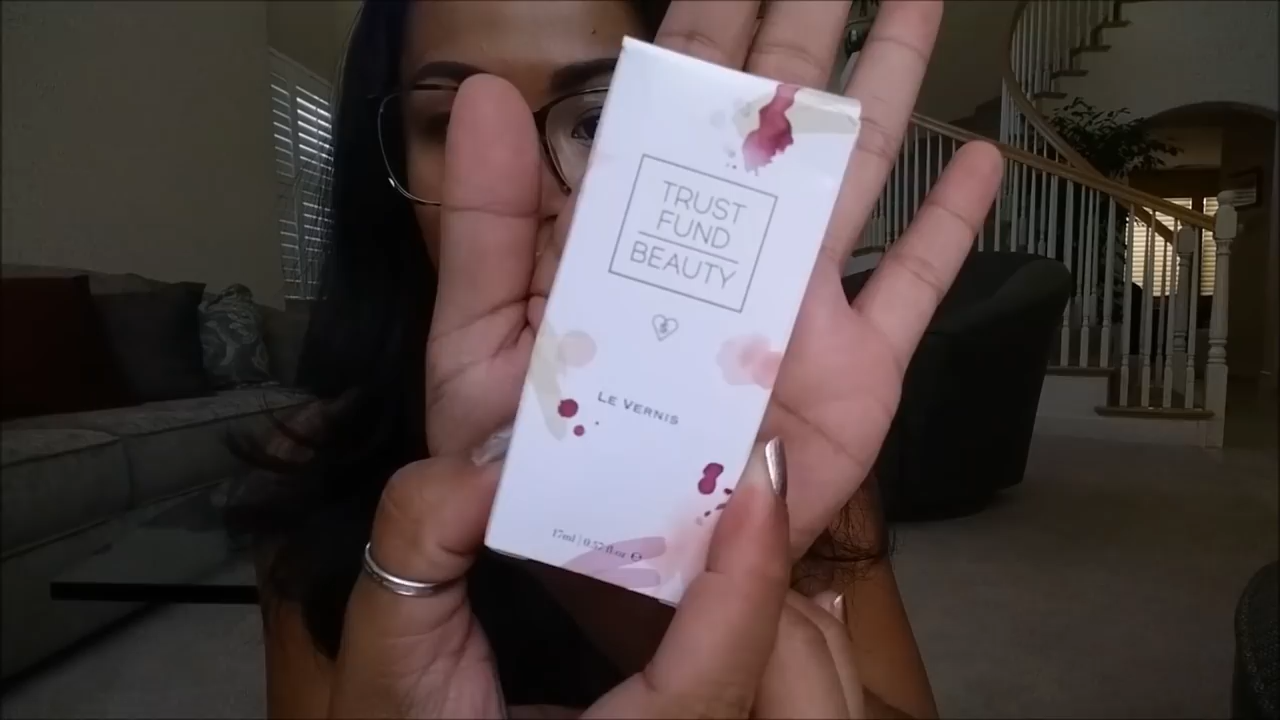 TRUST
FUND
BEAUTY
$
LE VERNIS
17ml | 0.57 fl oz ℮